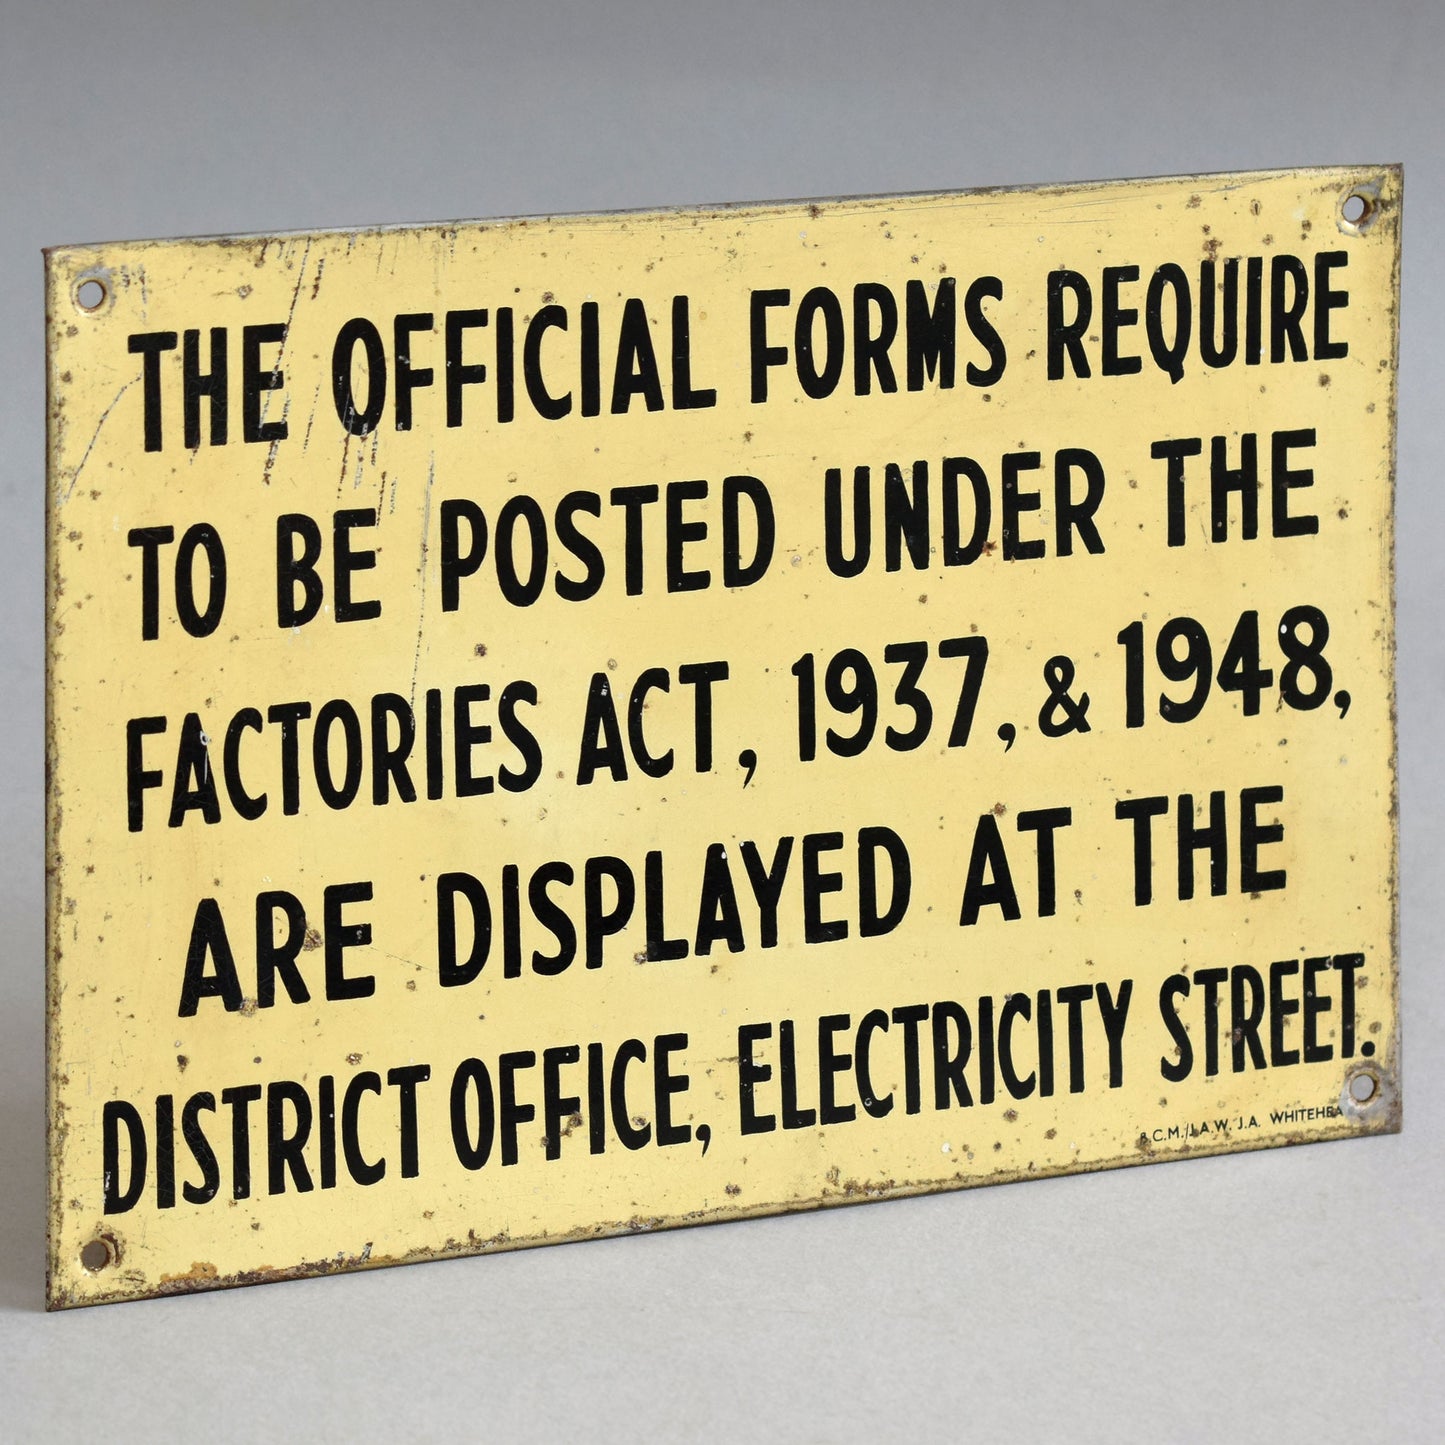 THE OFFICIAL FORMS REQUIRE
TO BE POSTED UNDER THE
FACTORIES ACT, 1937, & 1948,
ARE DISPLAYED AT THE
DISTRICT OFFICE, ELECTRICITY STREET.
J.A. WHITEHEA